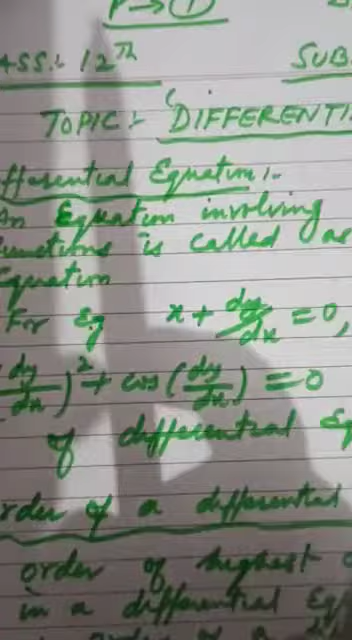 P → ①
ASS:- 12th SUB
TOPIC:- DIFFERENTI
fferential Equation:-
An Equation involving
functions is called as
Equation
For Eg x + dy/dx = 0,
dy/dx)² + cos(dy/dx) = 0
of differential Eq
rder of a differential
order of highest o
in a differential Eq